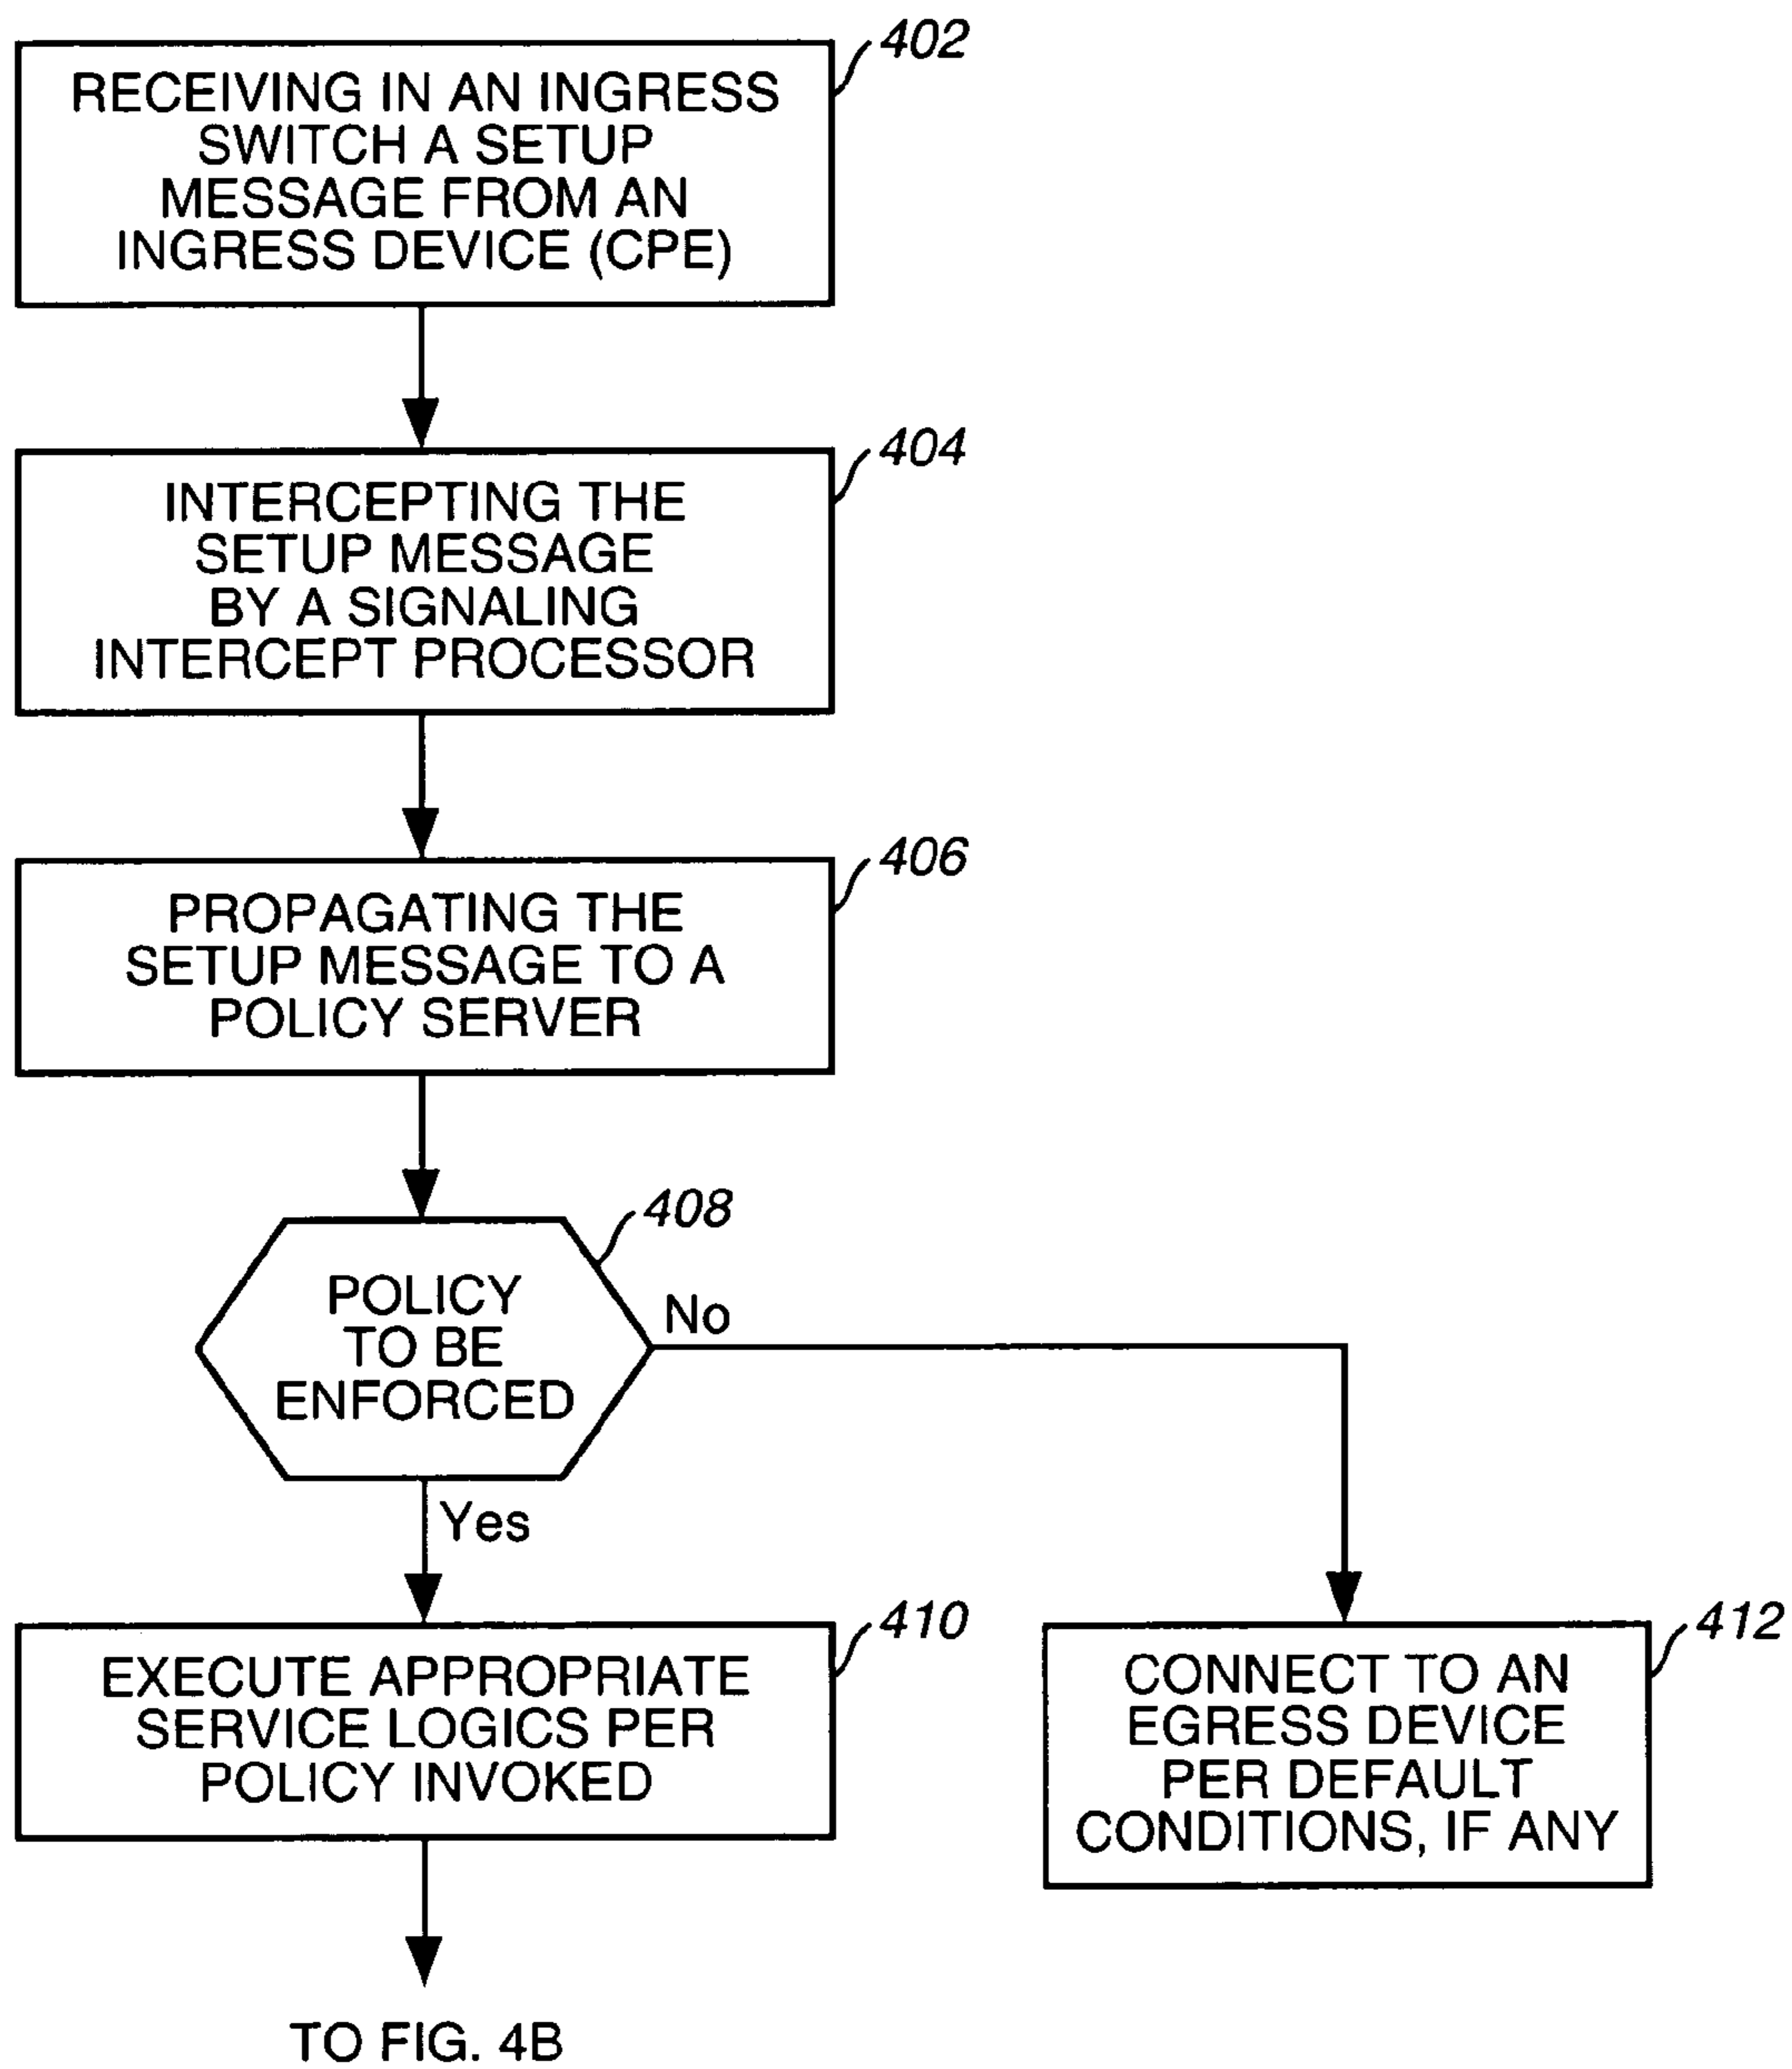 402
RECEIVING IN AN INGRESS
SWITCH A SETUP
MESSAGE FROM AN
INGRESS DEVICE (CPE)
404
INTERCEPTING THE
SETUP MESSAGE
BY A SIGNALING
INTERCEPT PROCESSOR
406
PROPAGATING THE
SETUP MESSAGE TO A
POLICY SERVER
408
POLICY
TO BE
ENFORCED
No
Yes
410
EXECUTE APPROPRIATE
SERVICE LOGICS PER
POLICY INVOKED
412
CONNECT TO AN
EGRESS DEVICE
PER DEFAULT
CONDITIONS, IF ANY
TO FIG. 4B